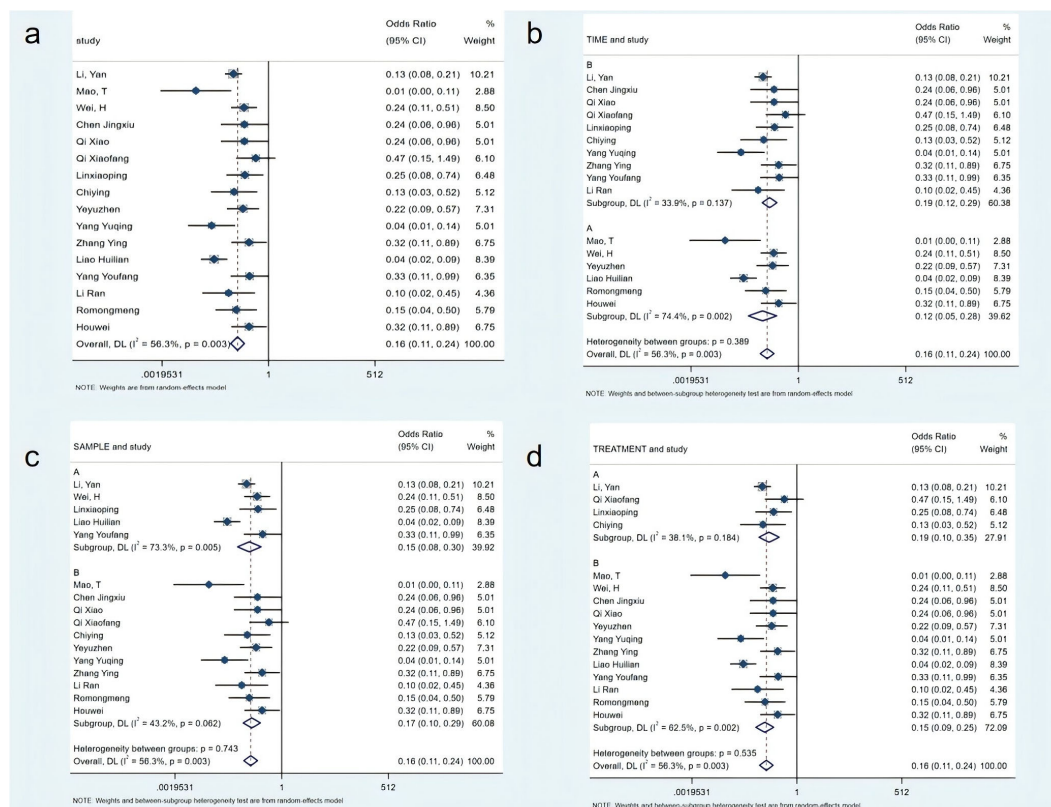 a
Odds Ratio %
study (95% CI) Weight
Li, Yan 0.13 (0.08, 0.21) 10.21
Mao, T 0.01 (0.00, 0.11) 2.88
Wei, H 0.24 (0.11, 0.51) 8.50
Chen Jingxiu 0.24 (0.06, 0.96) 5.01
Qi Xiao 0.24 (0.06, 0.96) 5.01
Qi Xiaofang 0.47 (0.15, 1.49) 6.10
Linxiaoping 0.25 (0.08, 0.74) 6.48
Chiying 0.13 (0.03, 0.52) 5.12
Yeyuzhen 0.22 (0.09, 0.57) 7.31
Yang Yuqing 0.04 (0.01, 0.14) 5.01
Zhang Ying 0.32 (0.11, 0.89) 6.75
Liao Huilian 0.04 (0.02, 0.09) 8.39
Yang Youfang 0.33 (0.11, 0.99) 6.35
Li Ran 0.10 (0.02, 0.45) 4.36
Romongmeng 0.15 (0.04, 0.50) 5.79
Houwei 0.32 (0.11, 0.89) 6.75
Overall, DL (I² = 56.3%, p = 0.003) 0.16 (0.11, 0.24) 100.00
.0019531 1 512
NOTE: Weights are from random-effects model
b
Odds Ratio %
TIME and study (95% CI) Weight
B
Li, Yan 0.13 (0.08, 0.21) 10.21
Chen Jingxiu 0.24 (0.06, 0.96) 5.01
Qi Xiao 0.24 (0.06, 0.96) 5.01
Qi Xiaofang 0.47 (0.15, 1.49) 6.10
Linxiaoping 0.25 (0.08, 0.74) 6.48
Chiying 0.13 (0.03, 0.52) 5.12
Yang Yuqing 0.04 (0.01, 0.14) 5.01
Zhang Ying 0.32 (0.11, 0.89) 6.75
Yang Youfang 0.33 (0.11, 0.99) 6.35
Li Ran 0.10 (0.02, 0.45) 4.36
Subgroup, DL (I² = 33.9%, p = 0.137) 0.19 (0.12, 0.29) 60.38
A
Mao, T 0.01 (0.00, 0.11) 2.88
Wei, H 0.24 (0.11, 0.51) 8.50
Yeyuzhen 0.22 (0.09, 0.57) 7.31
Liao Huilian 0.04 (0.02, 0.09) 8.39
Romongmeng 0.15 (0.04, 0.50) 5.79
Houwei 0.32 (0.11, 0.89) 6.75
Subgroup, DL (I² = 74.4%, p = 0.002) 0.12 (0.05, 0.28) 39.62
Heterogeneity between groups: p = 0.389
Overall, DL (I² = 56.3%, p = 0.003) 0.16 (0.11, 0.24) 100.00
.0019531 1 512
NOTE: Weights and between-subgroup heterogeneity test are from random-effects model
c
Odds Ratio %
SAMPLE and study (95% CI) Weight
A
Li, Yan 0.13 (0.08, 0.21) 10.21
Wei, H 0.24 (0.11, 0.51) 8.50
Linxiaoping 0.25 (0.08, 0.74) 6.48
Liao Huilian 0.04 (0.02, 0.09) 8.39
Yang Youfang 0.33 (0.11, 0.99) 6.35
Subgroup, DL (I² = 73.3%, p = 0.005) 0.15 (0.08, 0.30) 39.92
B
Mao, T 0.01 (0.00, 0.11) 2.88
Chen Jingxiu 0.24 (0.06, 0.96) 5.01
Qi Xiao 0.24 (0.06, 0.96) 5.01
Qi Xiaofang 0.47 (0.15, 1.49) 6.10
Chiying 0.13 (0.03, 0.52) 5.12
Yeyuzhen 0.22 (0.09, 0.57) 7.31
Yang Yuqing 0.04 (0.01, 0.14) 5.01
Zhang Ying 0.32 (0.11, 0.89) 6.75
Li Ran 0.10 (0.02, 0.45) 4.36
Romongmeng 0.15 (0.04, 0.50) 5.79
Houwei 0.32 (0.11, 0.89) 6.75
Subgroup, DL (I² = 43.2%, p = 0.062) 0.17 (0.10, 0.29) 60.08
Heterogeneity between groups: p = 0.743
Overall, DL (I² = 56.3%, p = 0.003) 0.16 (0.11, 0.24) 100.00
.0019531 1 512
NOTE: Weights and between-subgroup heterogeneity test are from random-effects model
d
Odds Ratio %
TREATMENT and study (95% CI) Weight
A
Li, Yan 0.13 (0.08, 0.21) 10.21
Qi Xiaofang 0.47 (0.15, 1.49) 6.10
Linxiaoping 0.25 (0.08, 0.74) 6.48
Chiying 0.13 (0.03, 0.52) 5.12
Subgroup, DL (I² = 38.1%, p = 0.184) 0.19 (0.10, 0.35) 27.91
B
Mao, T 0.01 (0.00, 0.11) 2.88
Wei, H 0.24 (0.11, 0.51) 8.50
Chen Jingxiu 0.24 (0.06, 0.96) 5.01
Qi Xiao 0.24 (0.06, 0.96) 5.01
Yeyuzhen 0.22 (0.09, 0.57) 7.31
Yang Yuqing 0.04 (0.01, 0.14) 5.01
Zhang Ying 0.32 (0.11, 0.89) 6.75
Liao Huilian 0.04 (0.02, 0.09) 8.39
Yang Youfang 0.33 (0.11, 0.99) 6.35
Li Ran 0.10 (0.02, 0.45) 4.36
Romongmeng 0.15 (0.04, 0.50) 5.79
Houwei 0.32 (0.11, 0.89) 6.75
Subgroup, DL (I² = 62.5%, p = 0.002) 0.15 (0.09, 0.25) 72.09
Heterogeneity between groups: p = 0.535
Overall, DL (I² = 56.3%, p = 0.003) 0.16 (0.11, 0.24) 100.00
.0019531 1 512
NOTE: Weights and between-subgroup heterogeneity test are from random-effects model